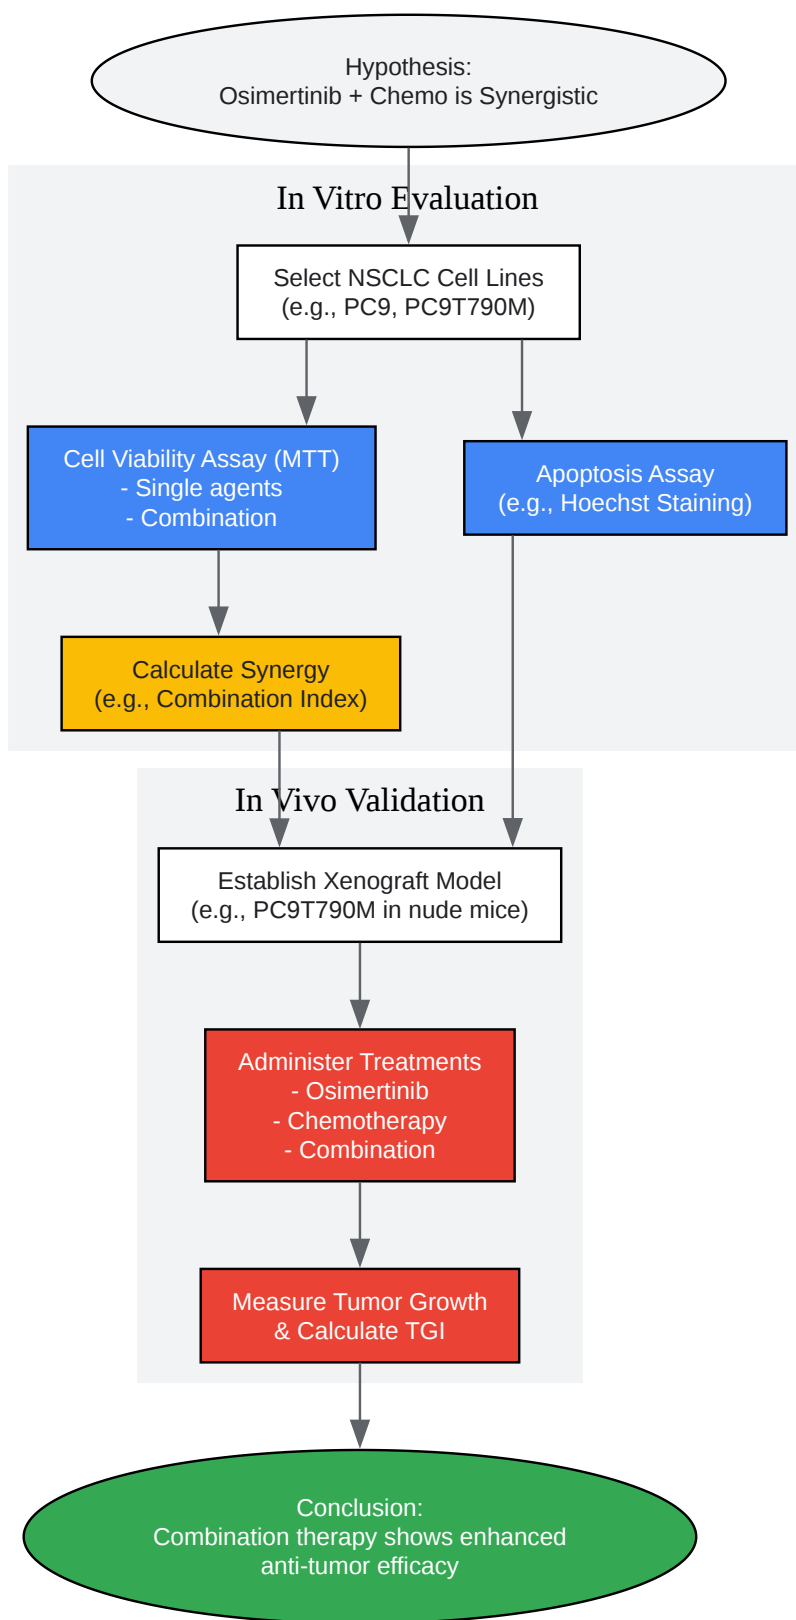 Hypothesis:
Osimertinib + Chemo is Synergistic
In Vitro Evaluation
Select NSCLC Cell Lines
(e.g., PC9, PC9T790M)
Cell Viability Assay (MTT)
- Single agents
- Combination
Apoptosis Assay
(e.g., Hoechst Staining)
Calculate Synergy
(e.g., Combination Index)
In Vivo Validation
Establish Xenograft Model
(e.g., PC9T790M in nude mice)
Administer Treatments
- Osimertinib
- Chemotherapy
- Combination
Measure Tumor Growth
& Calculate TGI
Conclusion:
Combination therapy shows enhanced
anti-tumor efficacy